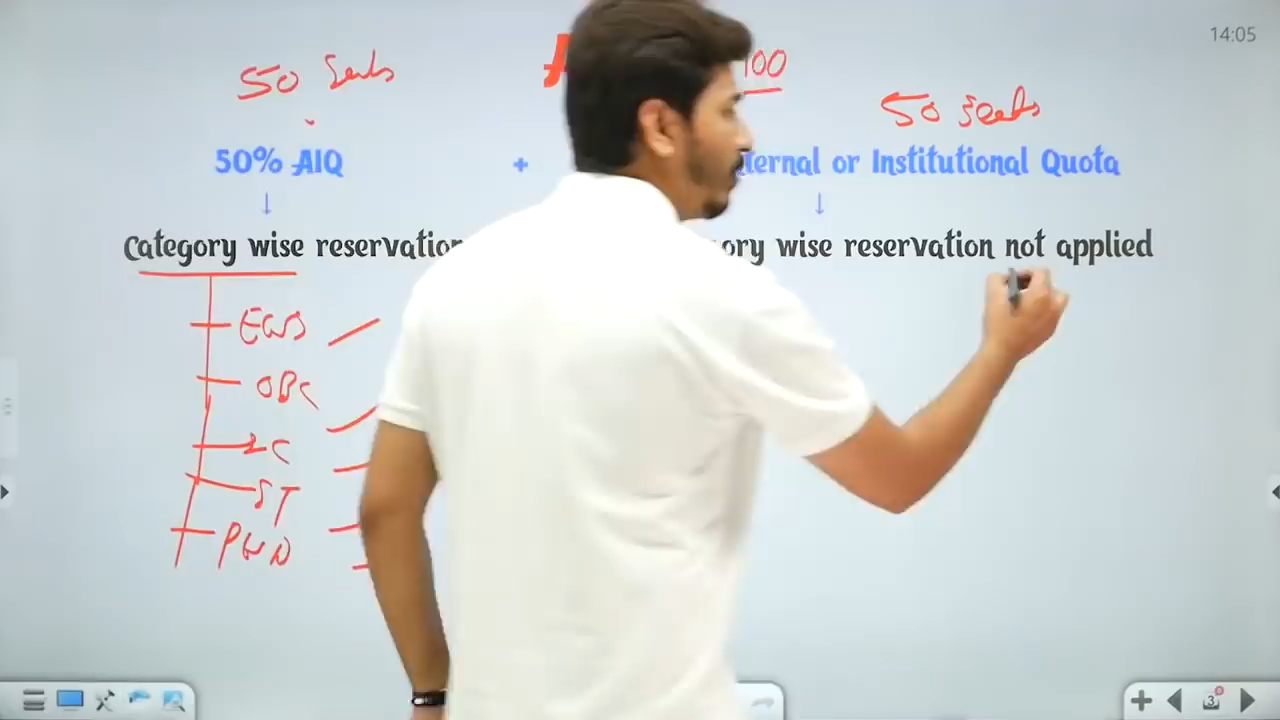 14:05
50 Seats
100
50 Seats
50% AIQ + ternal or Institutional Quota
↓ ↓
Category wise reservation ory wise reservation not applied
EWS
OBC
SC
ST
PWD
3